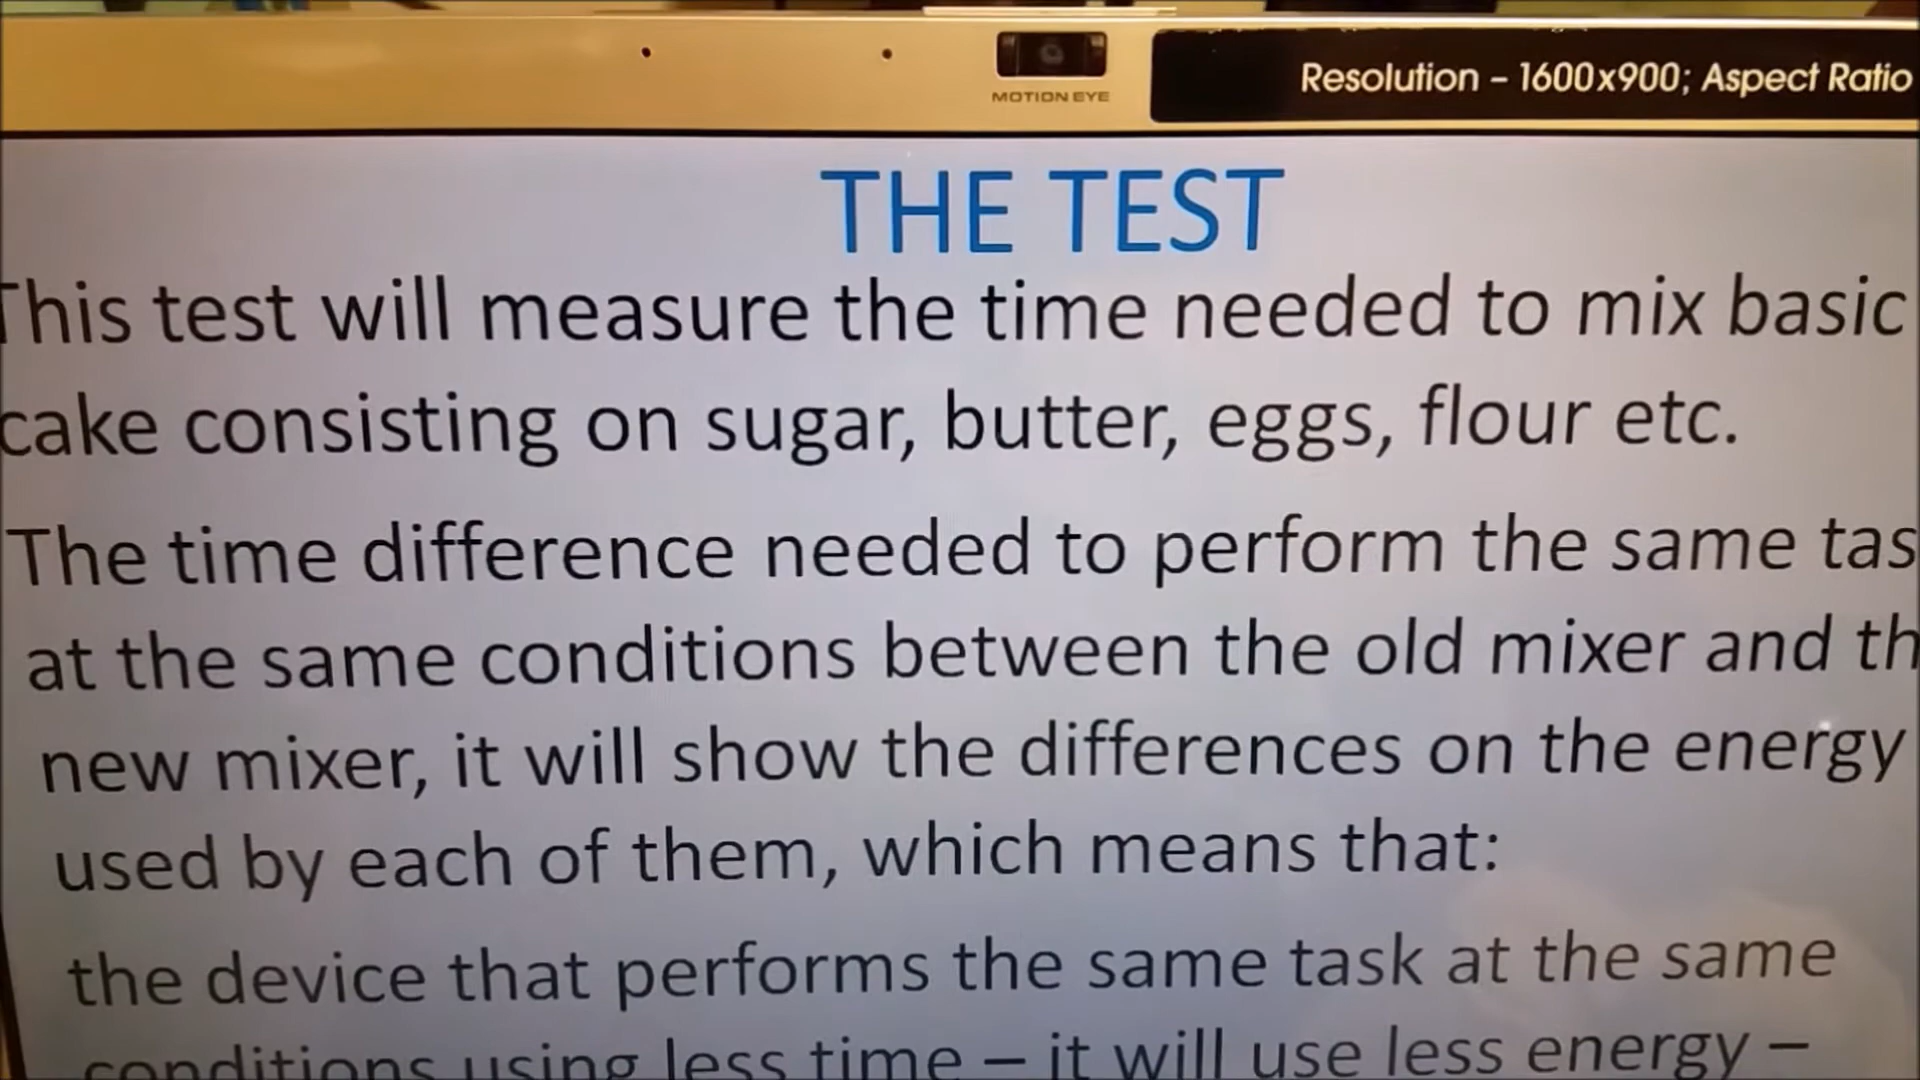 MOTION EYE
Resolution – 1600x900; Aspect Ratio
THE TEST
This test will measure the time needed to mix basic
cake consisting on sugar, butter, eggs, flour etc.
The time difference needed to perform the same tas
at the same conditions between the old mixer and th
new mixer, it will show the differences on the energy
used by each of them, which means that:
the device that performs the same task at the same
conditions using less time – it will use less energy –